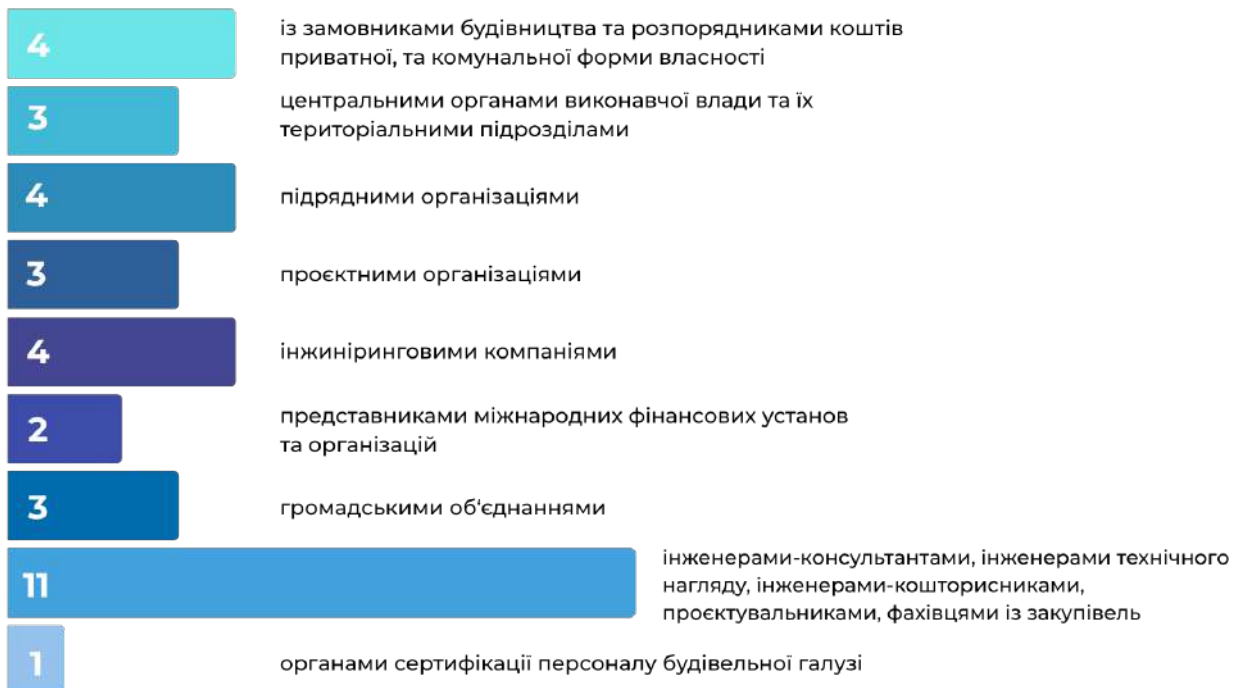 4
із замовниками будівництва та розпорядниками коштів
приватної, та комунальної форми власності
3
центральними органами виконавчої влади та їх
територіальними підрозділами
4
підрядними організаціями
3
проєктними організаціями
4
інжиніринговими компаніями
2
представниками міжнародних фінансових установ
та організацій
3
громадськими об‘єднаннями
11
інженерами-консультантами, інженерами технічного
нагляду, інженерами-кошторисниками,
проєктувальниками, фахівцями із закупівель
1
органами сертифікації персоналу будівельної галузі